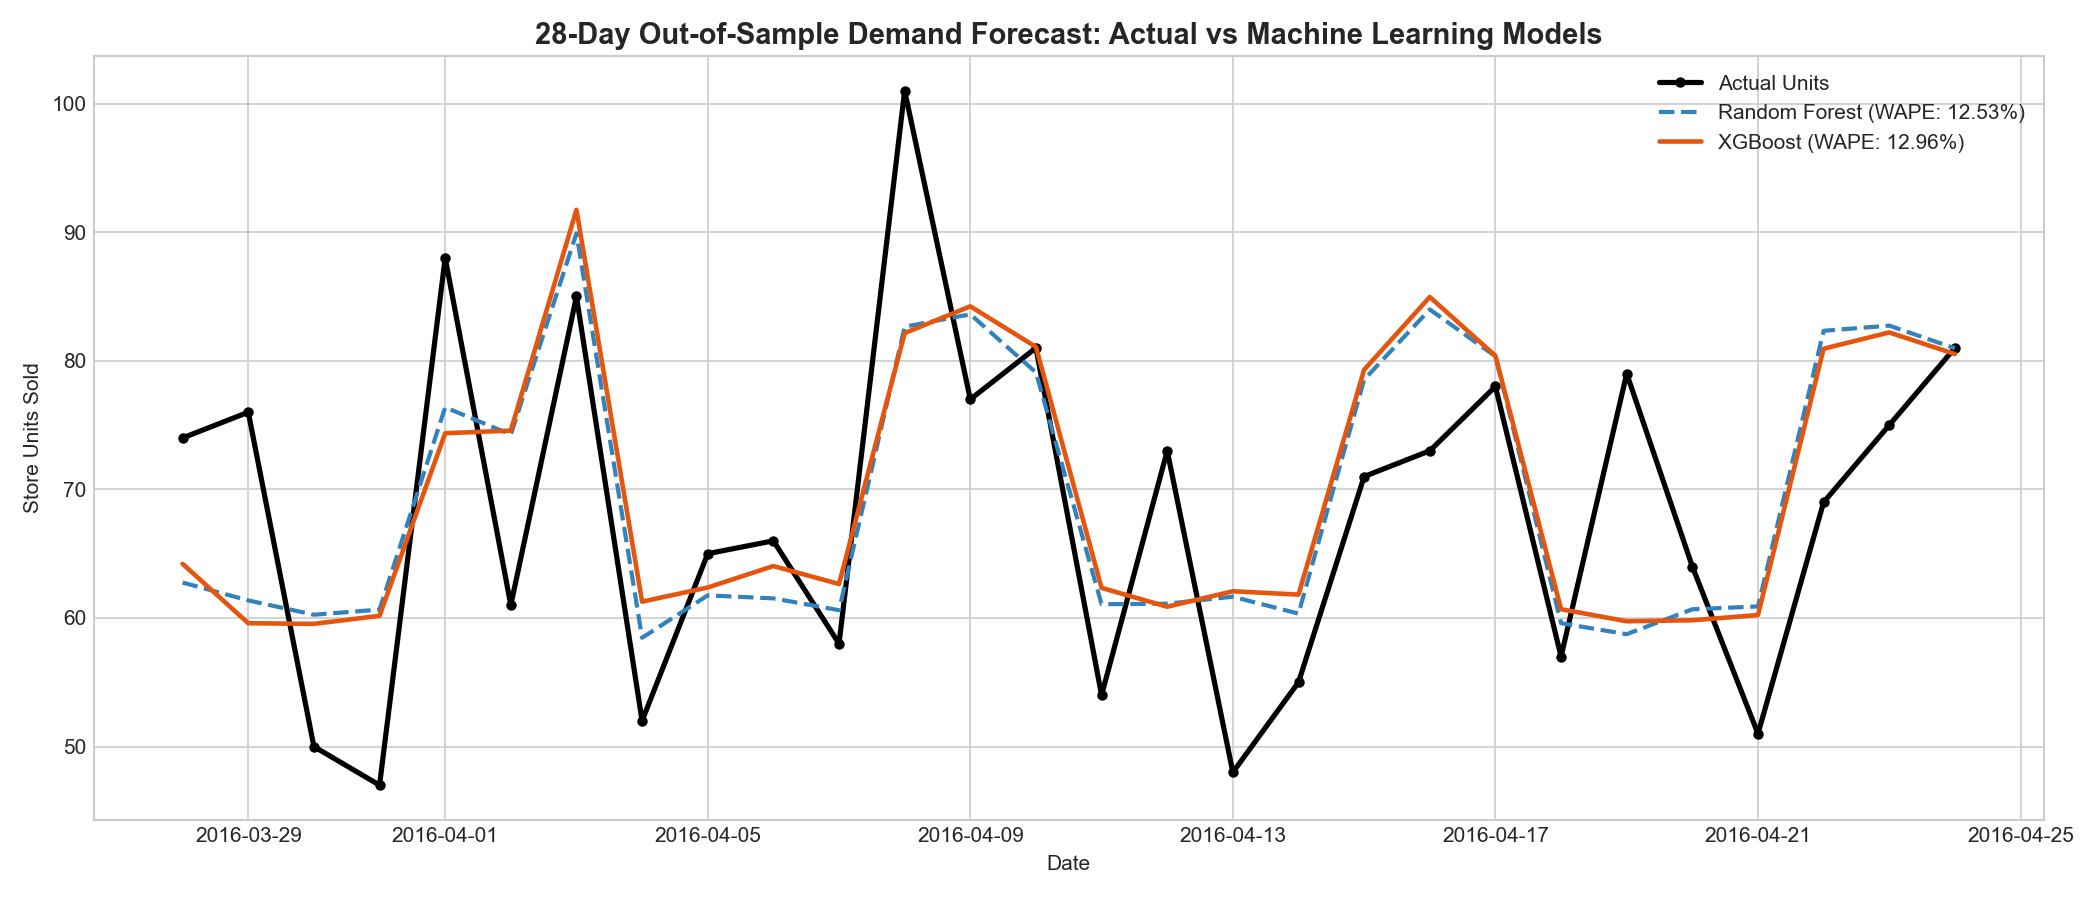 28-Day Out-of-Sample Demand Forecast: Actual vs Machine Learning Models
Actual Units
Random Forest (WAPE: 12.53%)
XGBoost (WAPE: 12.96%)
Store Units Sold
100
90
80
70
60
50
2016-03-29
2016-04-01
2016-04-05
2016-04-09
2016-04-13
2016-04-17
2016-04-21
2016-04-25
Date